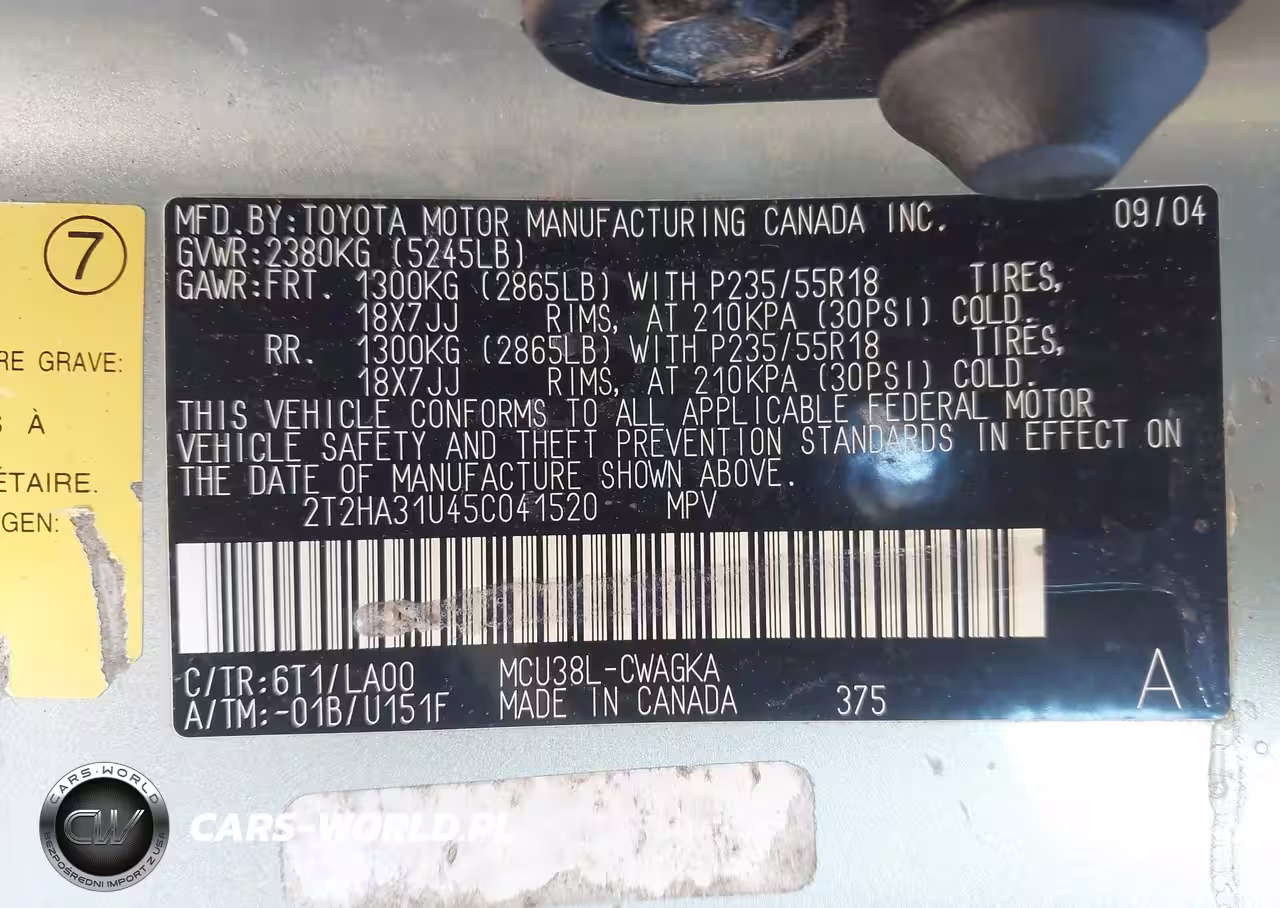 7
RE GRAVE:
S À
ÉTAIRE.
GEN:
MFD.BY:TOYOTA MOTOR MANUFACTURING CANADA INC. 09/04
GVWR:2380KG (5245LB)
GAWR:FRT. 1300KG (2865LB) WITH P235/55R18 TIRES,
18X7JJ RIMS, AT 210KPA (30PSI) COLD.
RR. 1300KG (2865LB) WITH P235/55R18 TIRES,
18X7JJ RIMS, AT 210KPA (30PSI) COLD.
THIS VEHICLE CONFORMS TO ALL APPLICABLE FEDERAL MOTOR
VEHICLE SAFETY AND THEFT PREVENTION STANDARDS IN EFFECT ON
THE DATE OF MANUFACTURE SHOWN ABOVE.
2T2HA31U45C041520 MPV
C/TR:6T1/LA00 MCU38L-CWAGKA
A/TM:-01B/U151F MADE IN CANADA 375 A
CARS-WORLD
CW
BEZPOŚREDNI IMPORT Z USA
CARS-WORLD.PL